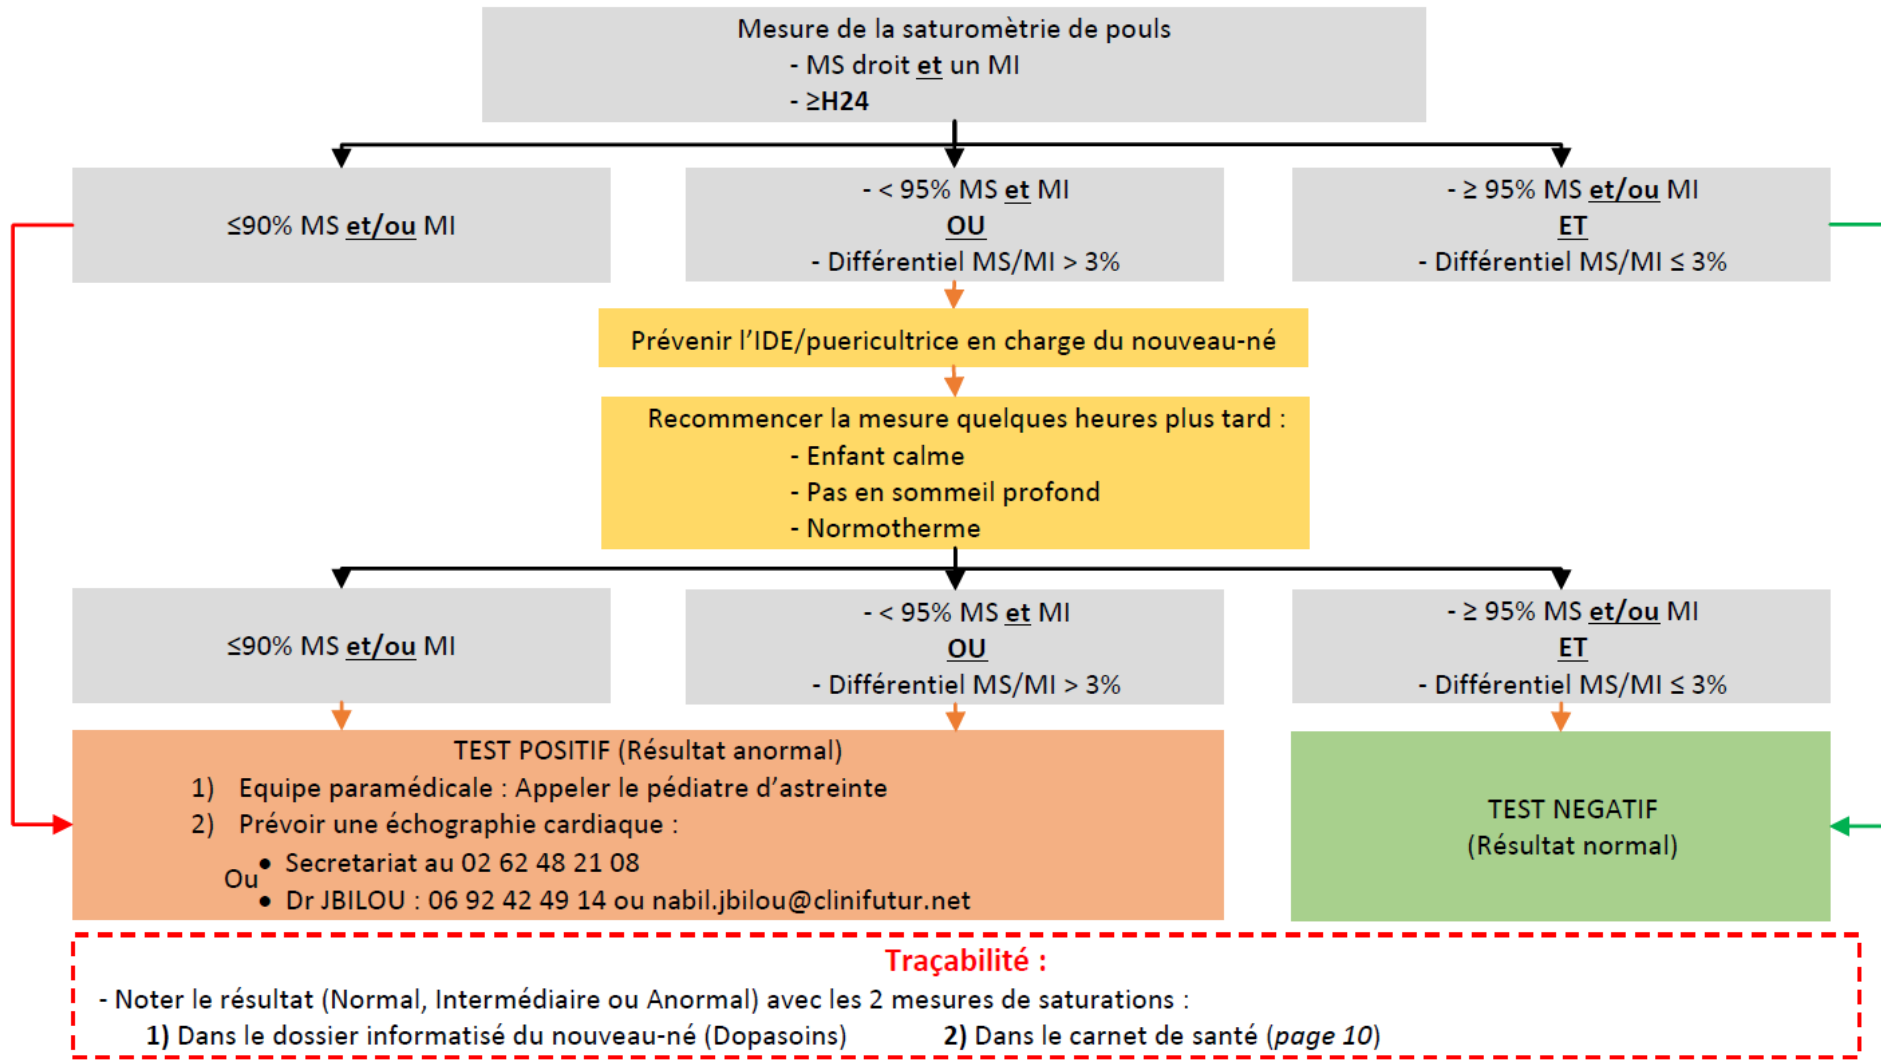 Mesure de la saturomètrie de pouls
- MS droit et un MI
- ≥H24
≤90% MS et/ou MI
- < 95% MS et MI
OU
- Différentiel MS/MI > 3%
- ≥ 95% MS et/ou MI
ET
- Différentiel MS/MI ≤ 3%
Prévenir l'IDE/puericultrice en charge du nouveau-né
Recommencer la mesure quelques heures plus tard :
- Enfant calme
- Pas en sommeil profond
- Normotherme
≤90% MS et/ou MI
- < 95% MS et MI
OU
- Différentiel MS/MI > 3%
- ≥ 95% MS et/ou MI
ET
- Différentiel MS/MI ≤ 3%
TEST POSITIF (Résultat anormal)
1) Equipe paramédicale : Appeler le pédiatre d'astreinte
2) Prévoir une échographie cardiaque :
• Secretariat au 02 62 48 21 08
Ou
• Dr JBILOU : 06 92 42 49 14 ou nabil.jbilou@clinifutur.net
TEST NEGATIF
(Résultat normal)
Traçabilité :
- Noter le résultat (Normal, Intermédiaire ou Anormal) avec les 2 mesures de saturations :
1) Dans le dossier informatisé du nouveau-né (Dopasoins) 2) Dans le carnet de santé (page 10)